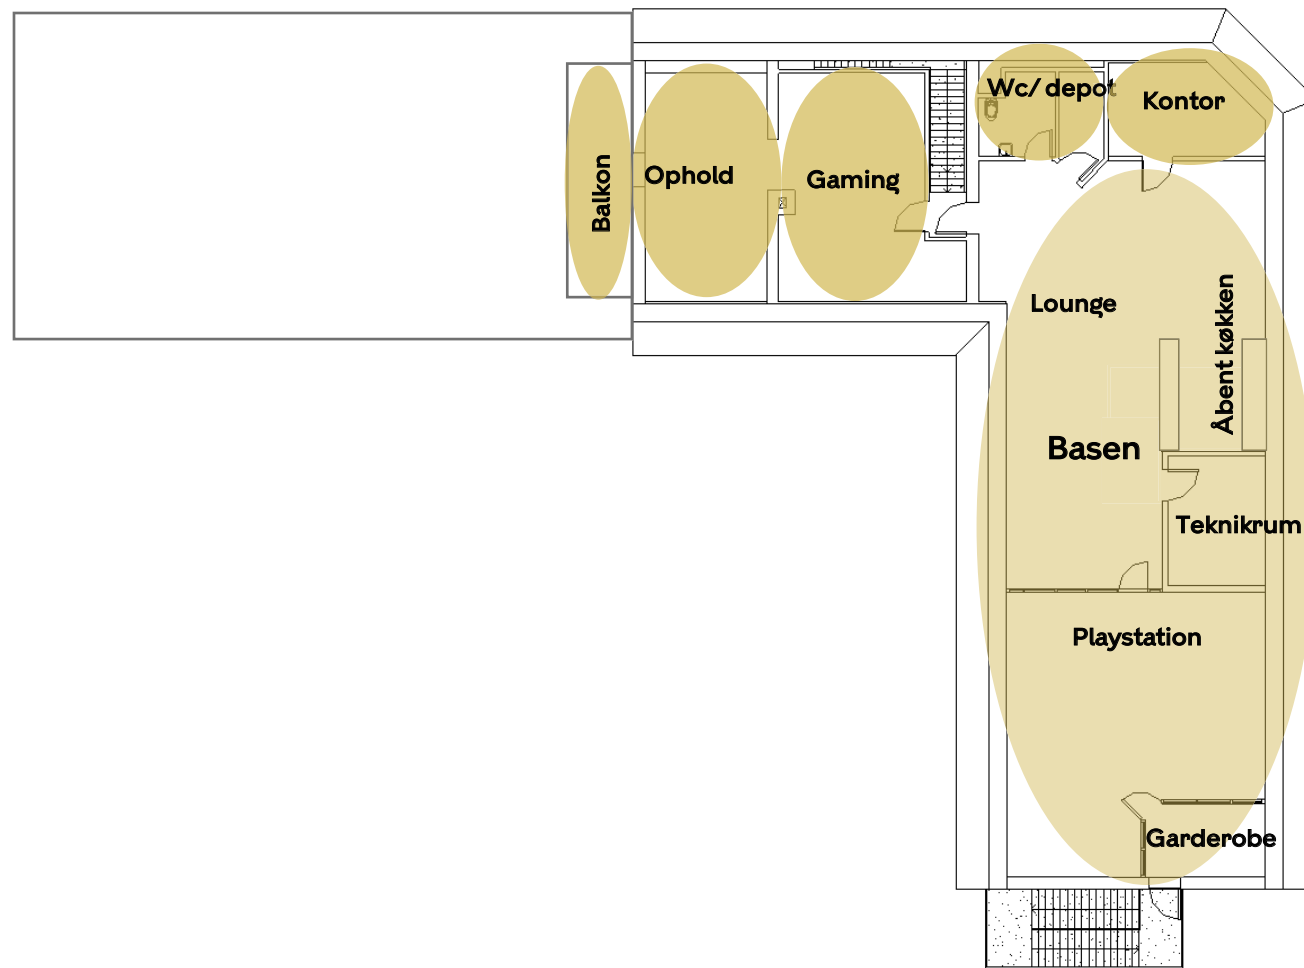 Wc/ depot
Kontor
Balkon
Ophold
Gaming
Lounge
Åbent køkken
Basen
Teknikrum
Playstation
Garderobe